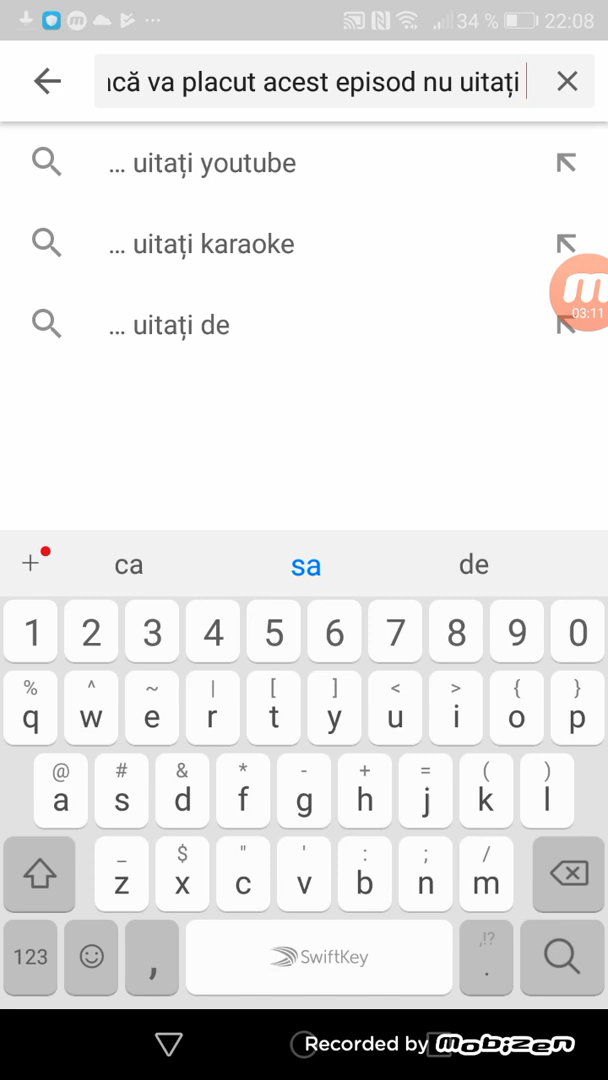 34 % 22:08
ıcă va placut acest episod nu uitați
... uitați youtube
... uitați karaoke
m
03:11
... uitați de
+ ca sa de
1 2 3 4 5 6 7 8 9 0
% ^ ~ | [ ] < > { }
q w e r t y u i o p
@ # & * - + = ( )
a s d f g h j k l
_ $ " ' : ; /
z x c v b n m
,!?
123 , SwiftKey .
Recorded by mobizen